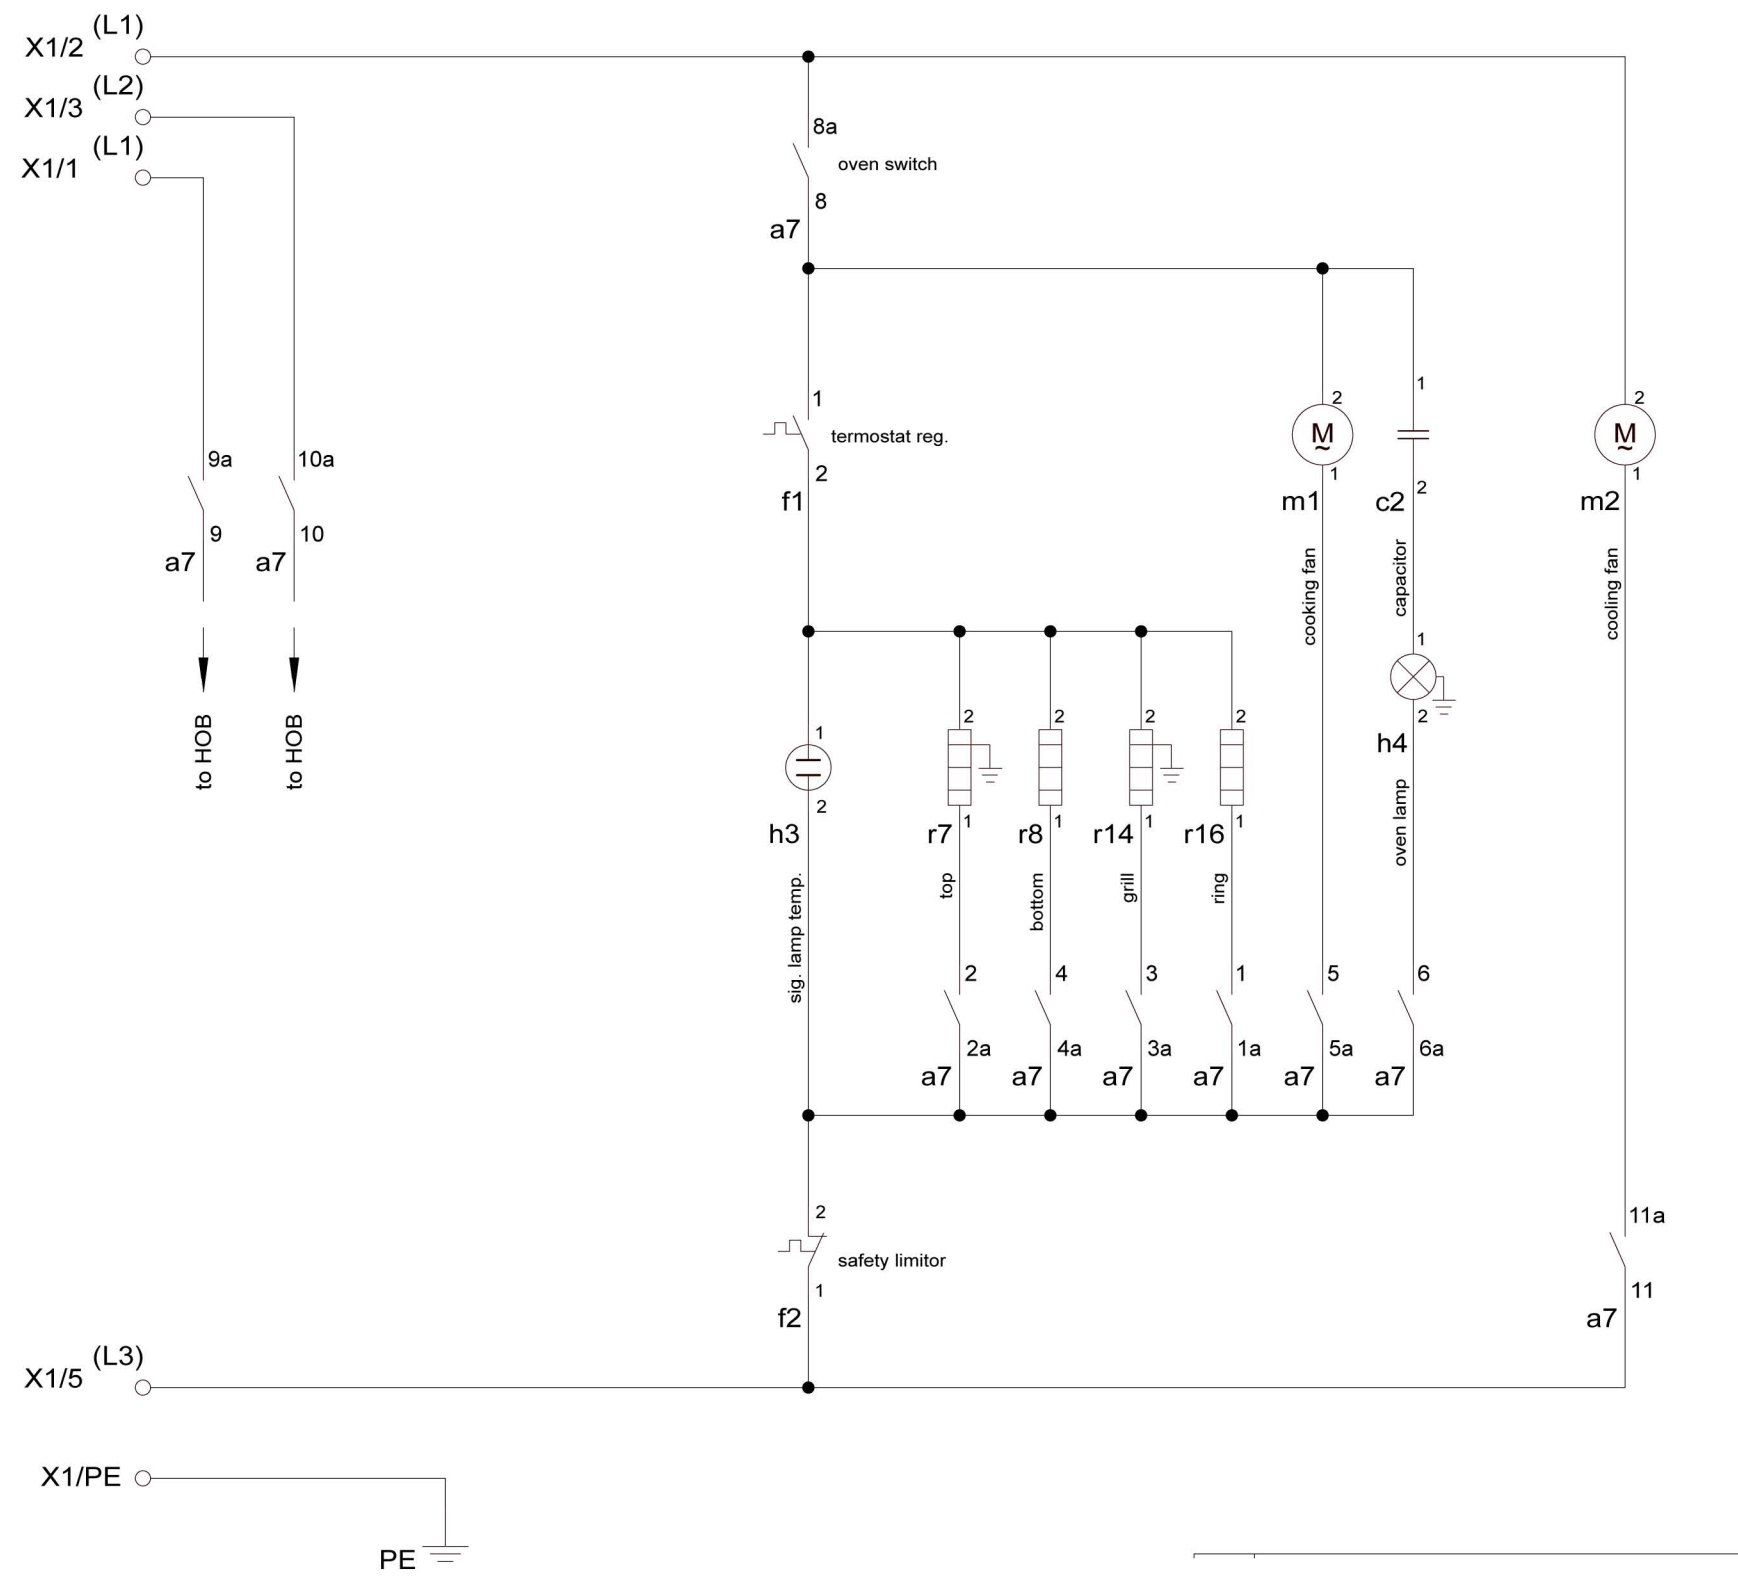 (L1)
X1/2
(L2)
X1/3
(L1)
X1/1
8a
oven switch
8
a7
1
termostat reg.
2
f1
2
M
~
1
m1
cooking fan
1
2
c2
capacitor
2
M
~
1
m2
cooling fan
9a
10a
9
10
a7
a7
to HOB
to HOB
1
2
h3
sig. lamp temp.
2
1
r7
top
2
1
r8
bottom
2
1
r14
grill
2
1
r16
ring
1
2
h4
oven lamp
2
4
3
1
5
6
2a
4a
3a
1a
5a
6a
a7
a7
a7
a7
a7
a7
2
safety limitor
1
f2
11a
11
a7
(L3)
X1/5
X1/PE
PE